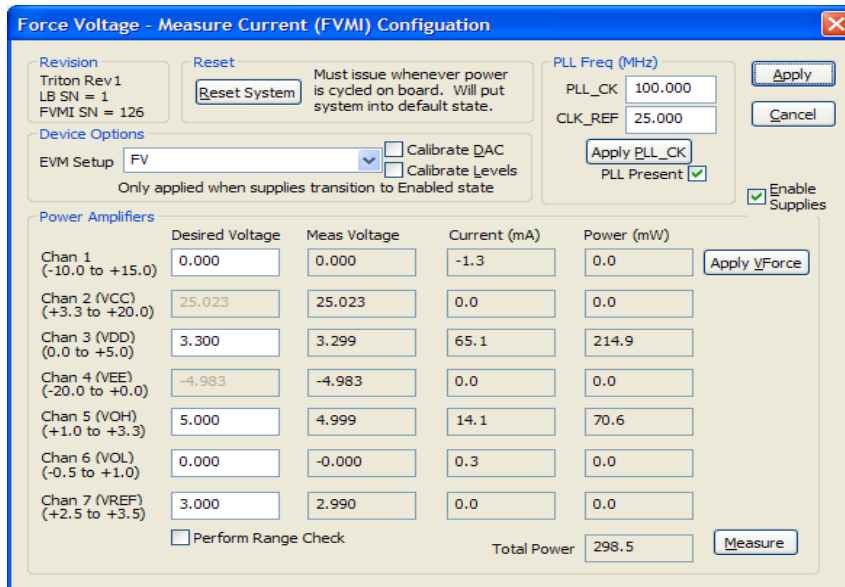 Force Voltage - Measure Current (FVMI) Configuation
Revision
Triton Rev1
LB SN = 1
FVMI SN = 126
Reset
Reset System
Must issue whenever power
is cycled on board. Will put
system into default state.
PLL Freq (MHz)
PLL_CK 100.000
CLK_REF 25.000
Apply PLL_CK
PLL Present
Apply
Cancel
Enable
Supplies
Device Options
EVM Setup FV
Calibrate DAC
Calibrate Levels
Only applied when supplies transition to Enabled state
Power Amplifiers
Desired Voltage Meas Voltage Current (mA) Power (mW)
Chan 1
(-10.0 to +15.0)
0.000 0.000 -1.3 0.0
Apply VForce
Chan 2 (VCC)
(+3.3 to +20.0)
25.023 25.023 0.0 0.0
Chan 3 (VDD)
(0.0 to +5.0)
3.300 3.299 65.1 214.9
Chan 4 (VEE)
(-20.0 to +0.0)
-4.983 -4.983 0.0 0.0
Chan 5 (VOH)
(+1.0 to +3.3)
5.000 4.999 14.1 70.6
Chan 6 (VOL)
(-0.5 to +1.0)
0.000 -0.000 0.3 0.0
Chan 7 (VREF)
(+2.5 to +3.5)
3.000 2.990 0.0 0.0
Perform Range Check
Total Power 298.5
Measure